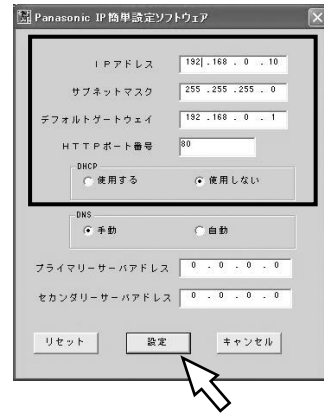 Panasonic IP簡単設定ソフトウェア
IPアドレス 192.168.0.10
サブネットマスク 255.255.255.0
デフォルトゲートウェイ 192.168.0.1
HTTPポート番号 80
DHCP
使用する 使用しない
DNS
手動 自動
プライマリーサーバアドレス 0.0.0.0
セカンダリーサーバアドレス 0.0.0.0
リセット 設定 キャンセル